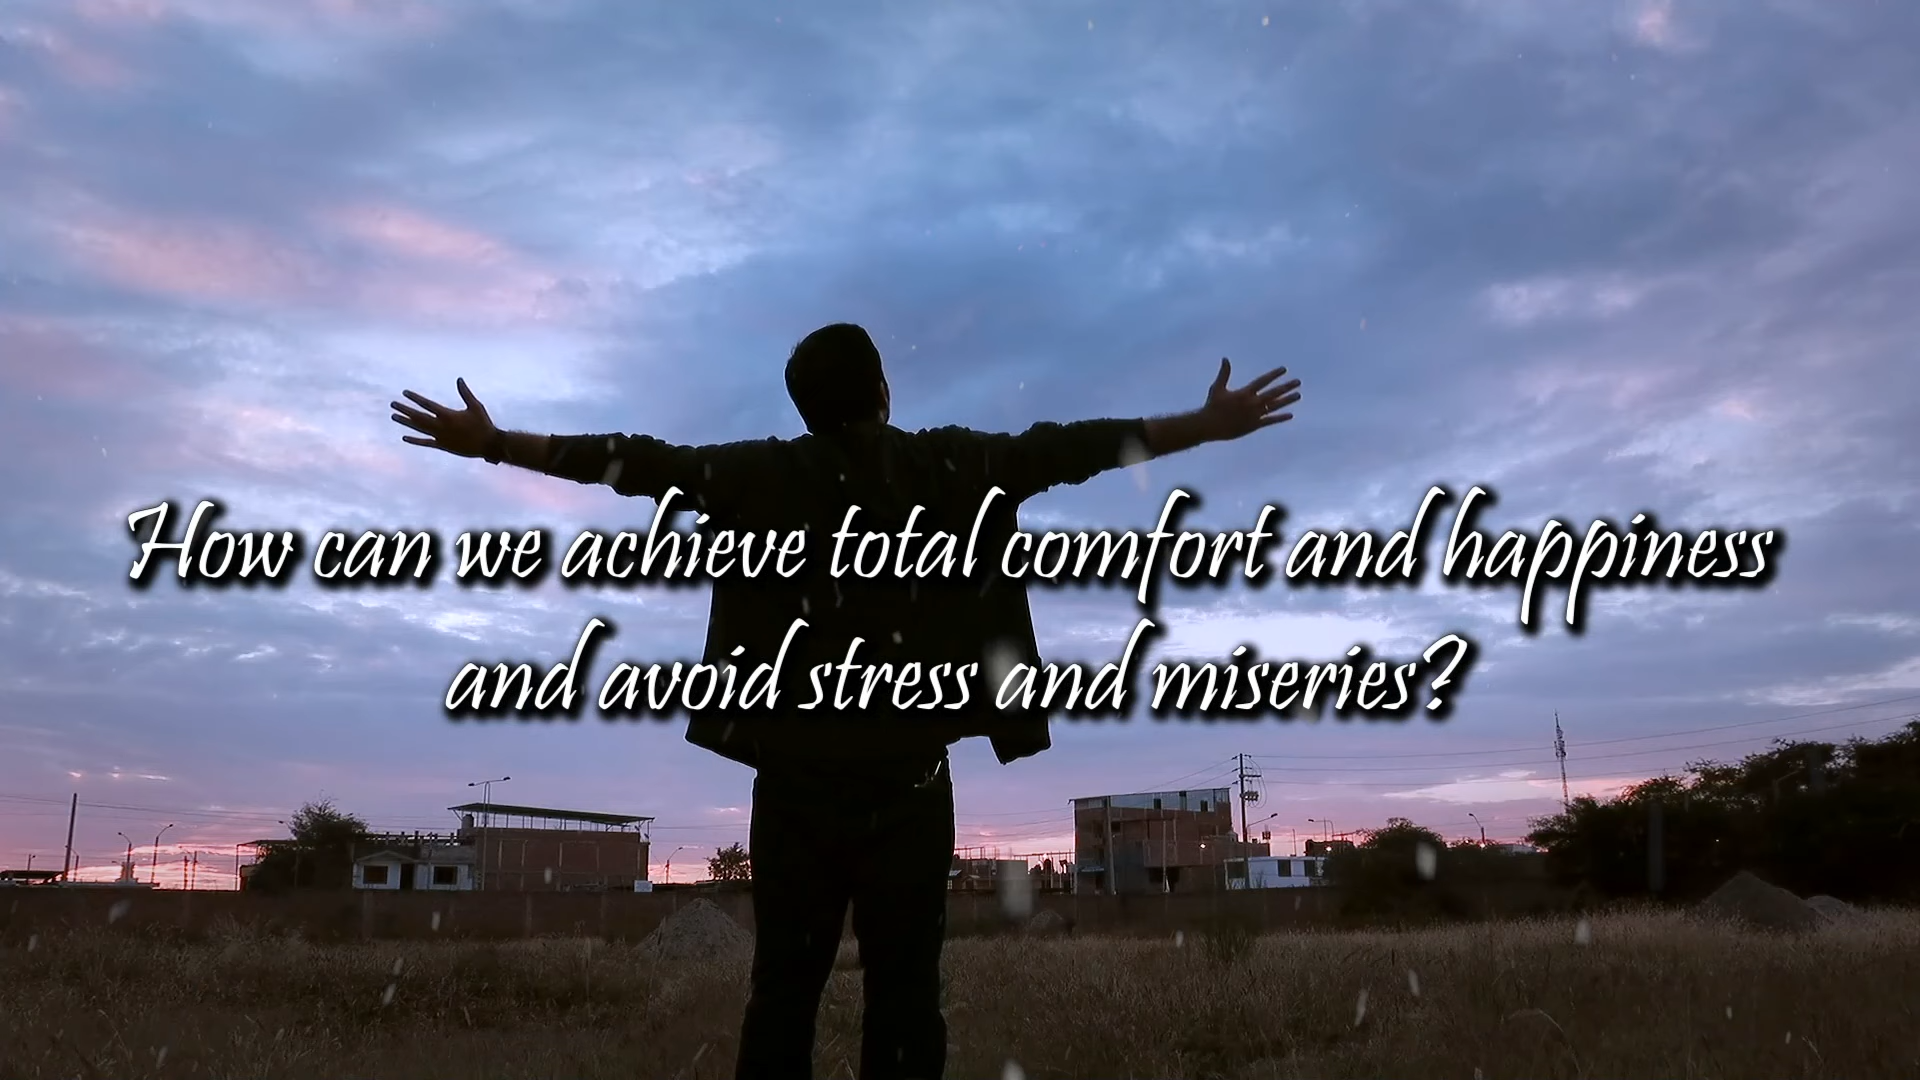 How can we achieve total comfort and happiness
and avoid stress and miseries?